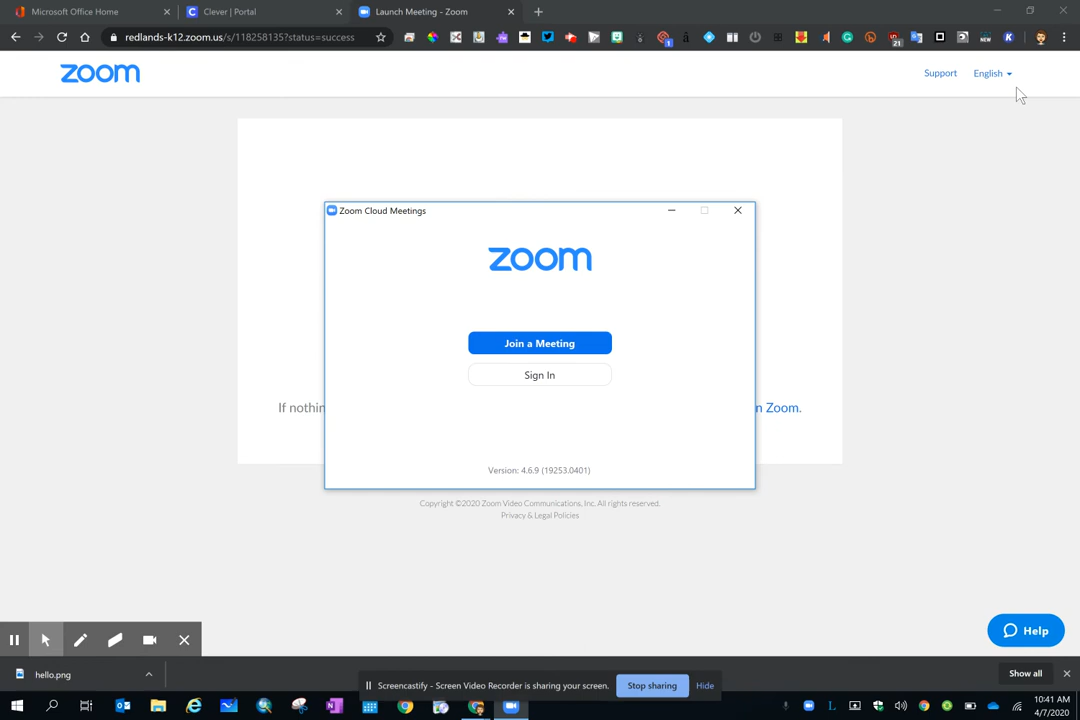 Microsoft Office Home
Clever | Portal
Launch Meeting - Zoom
redlands-k12.zoom.us/s/118258135?status=success
1
21
NEW
K
zoom
Support
English
Zoom Cloud Meetings
zoom
Join a Meeting
Sign In
If nothin
n Zoom.
Version: 4.6.9 (19253.0401)
Copyright ©2020 Zoom Video Communications, Inc. All rights reserved.
Privacy & Legal Policies
Help
hello.png
Show all
Screencastify - Screen Video Recorder is sharing your screen.
Stop sharing
Hide
10:41 AM
4/7/2020